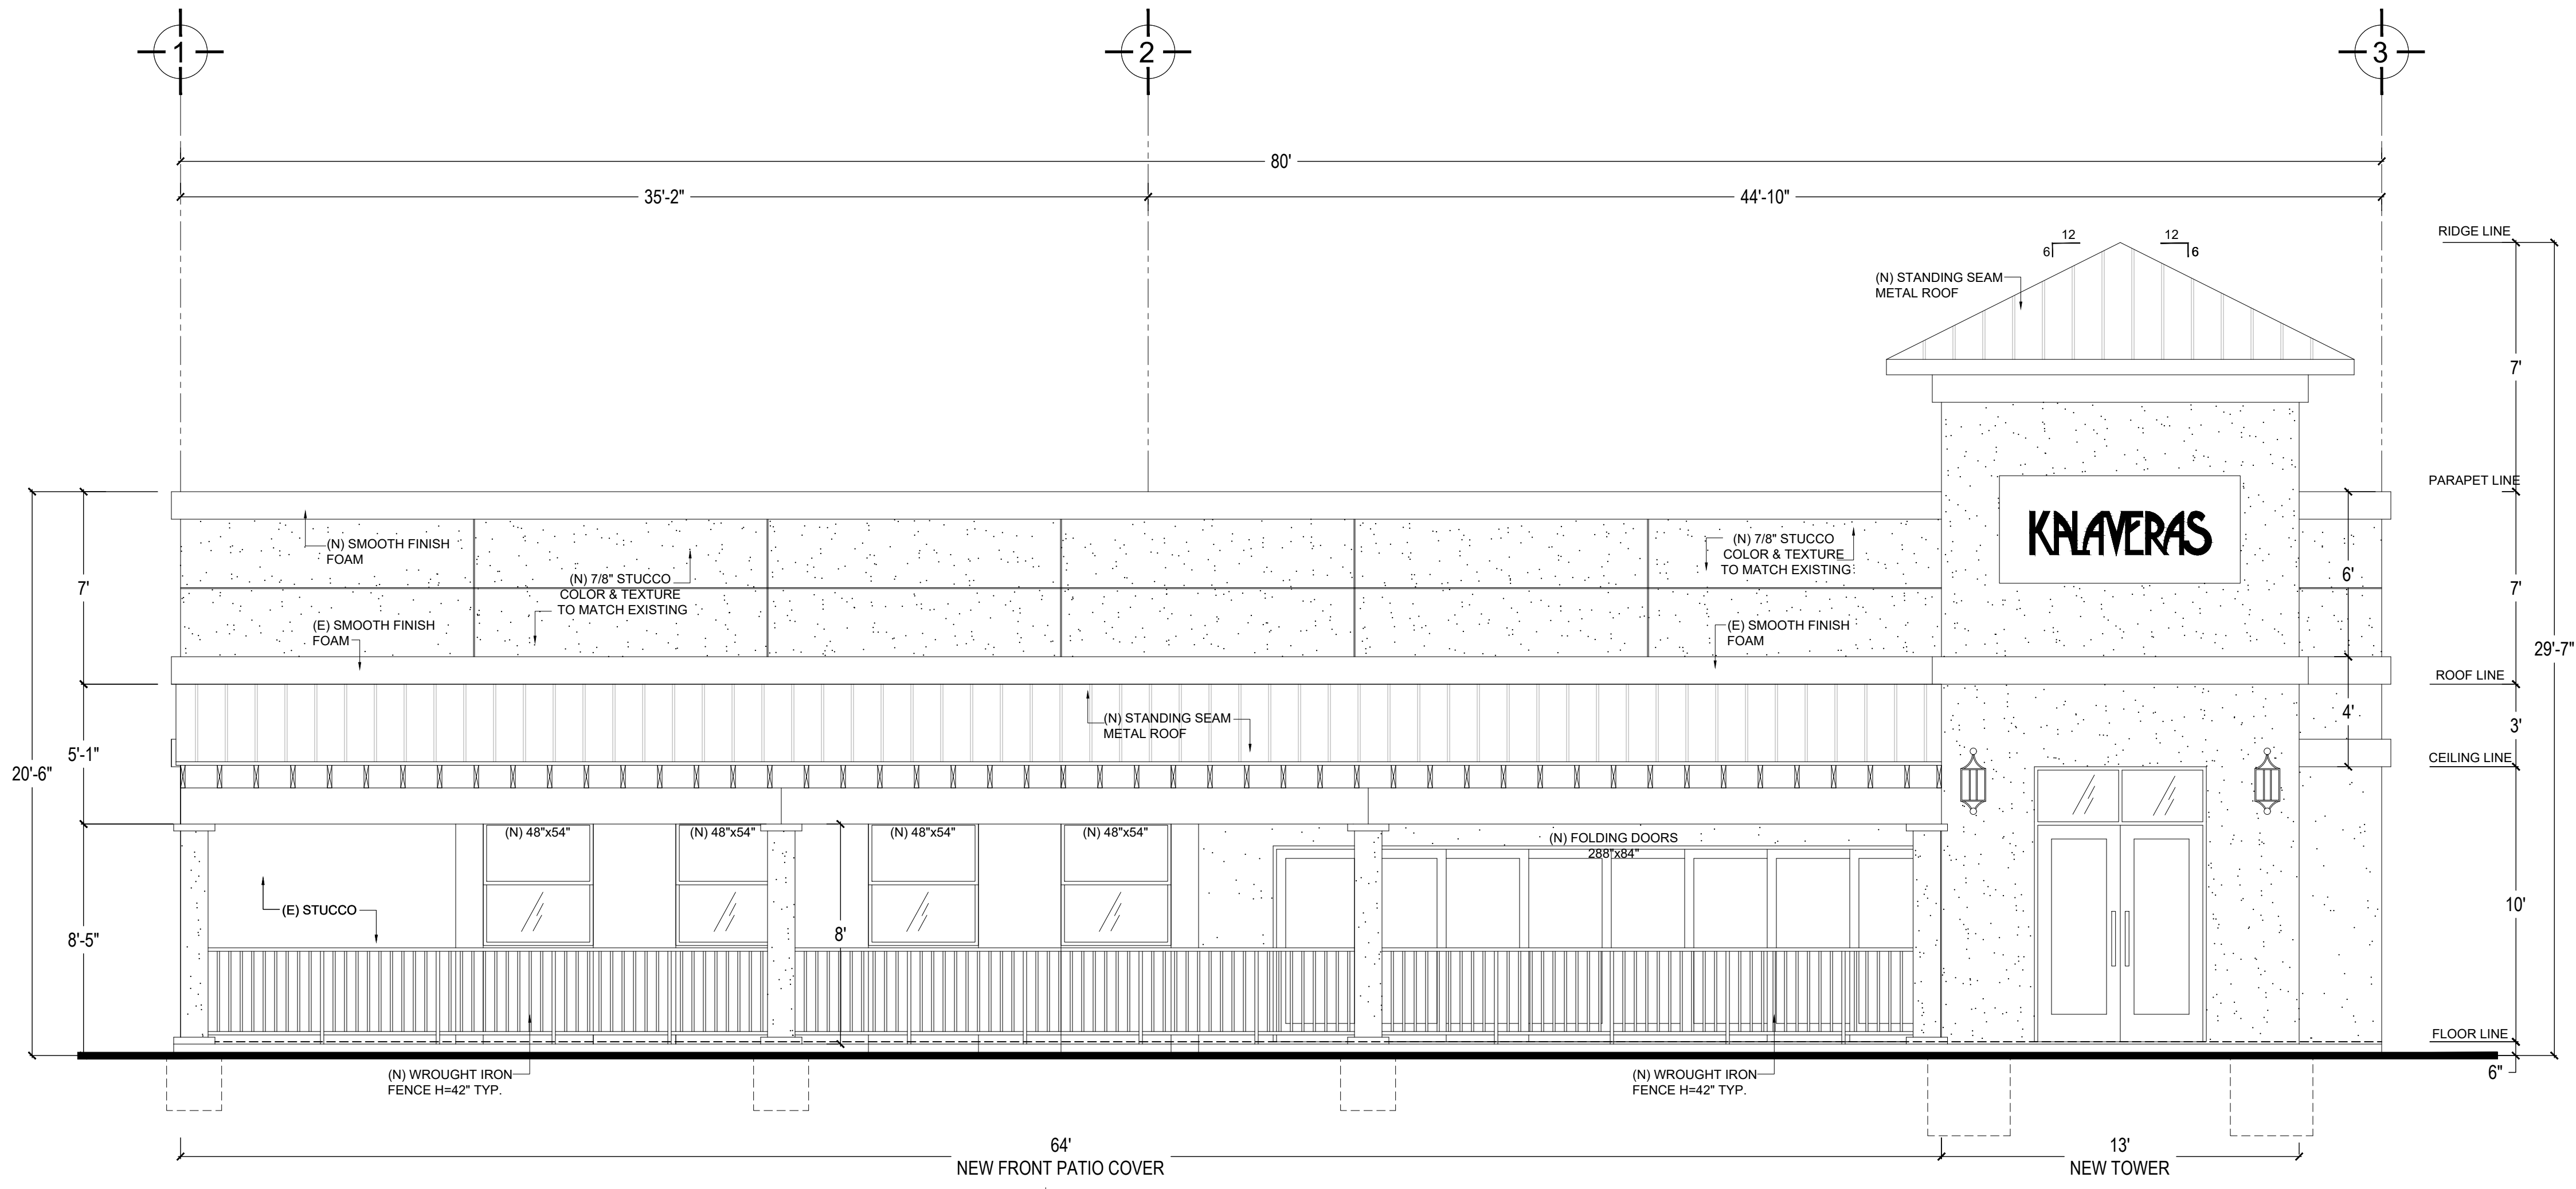 1
2
3
80'
35'-2"
44'-10"
RIDGE LINE
12
12
6
6
(N) STANDING SEAM
METAL ROOF
7'
PARAPET LINE
KALAVERAS
(N) SMOOTH FINISH
FOAM
(N) 7/8" STUCCO
COLOR & TEXTURE
TO MATCH EXISTING
(N) 7/8" STUCCO
COLOR & TEXTURE
TO MATCH EXISTING
6'
7'
7'
(E) SMOOTH FINISH
FOAM
(E) SMOOTH FINISH
FOAM
29'-7"
ROOF LINE
(N) STANDING SEAM
METAL ROOF
4'
3'
5'-1"
CEILING LINE
20'-6"
(N) 48"x54"
(N) 48"x54"
(N) 48"x54"
(N) 48"x54"
(N) FOLDING DOORS
288"x84"
(E) STUCCO
10'
8'-5"
8'
FLOOR LINE
6"
(N) WROUGHT IRON
FENCE H=42" TYP.
(N) WROUGHT IRON
FENCE H=42" TYP.
64'
NEW FRONT PATIO COVER
13'
NEW TOWER